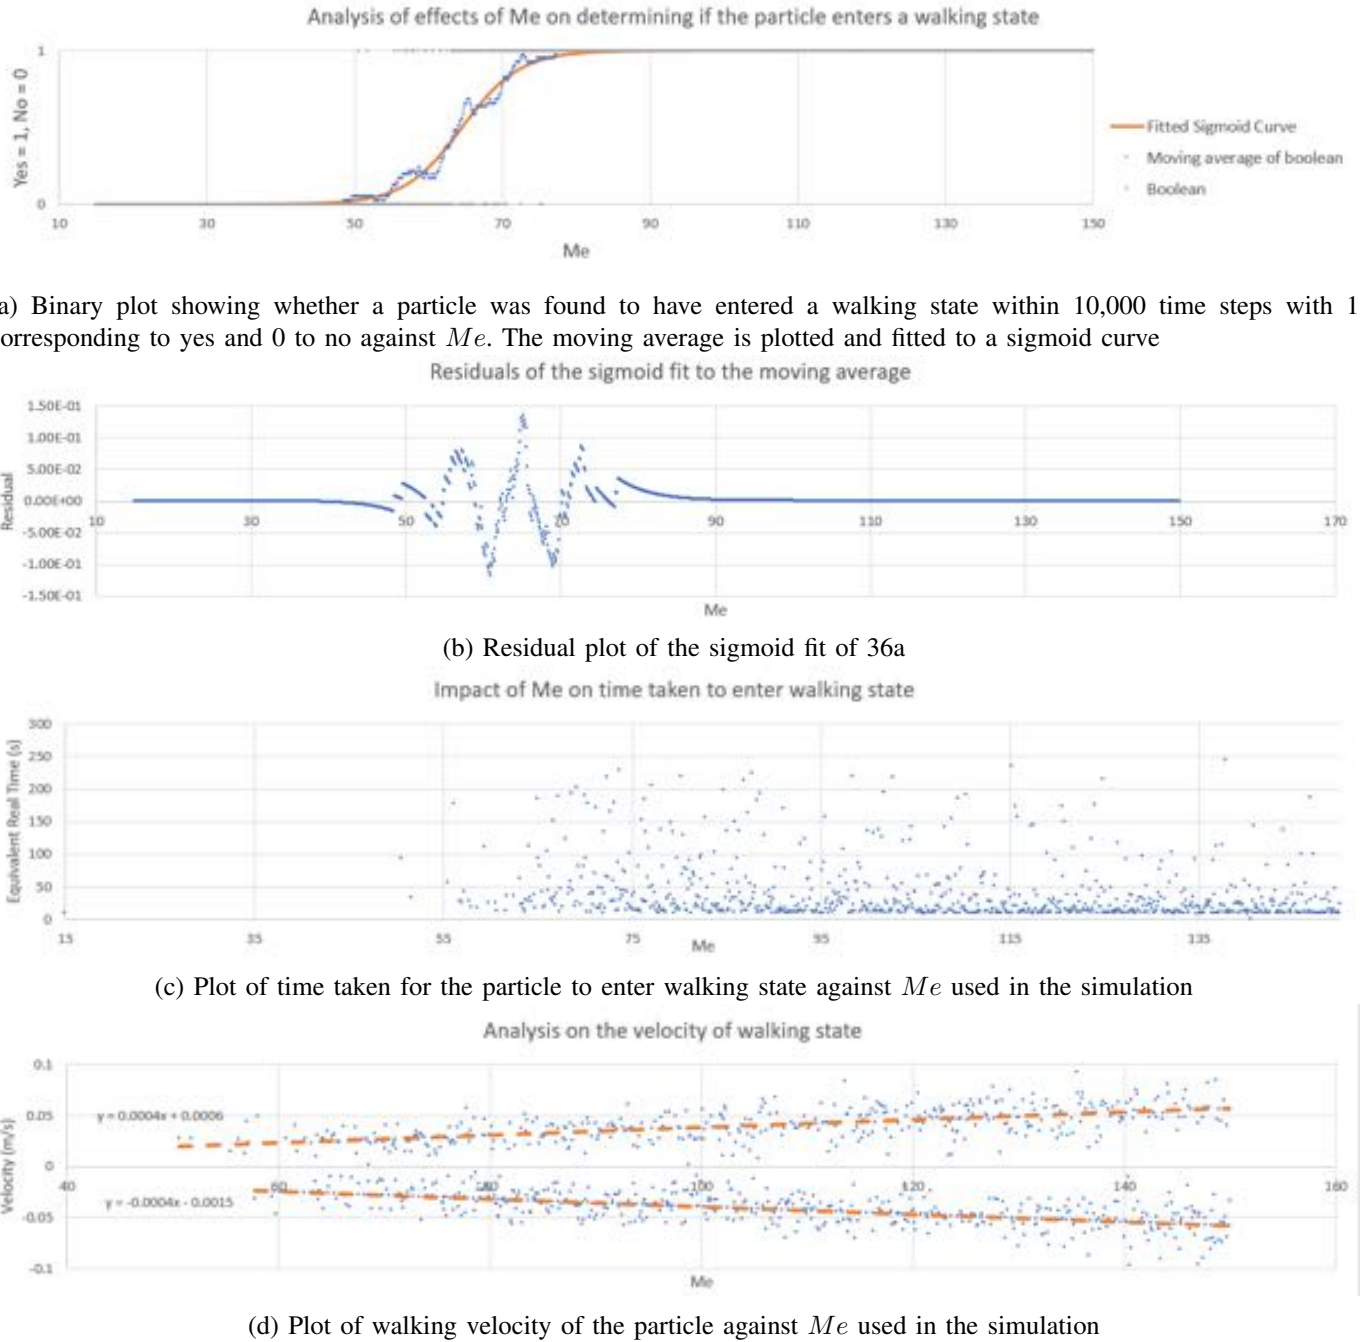 Analysis of effects of Me on determining if the particle enters a walking state
Yes = 1, No = 0
1
0
10 30 50 70 90 110 130 150
Me
Fitted Sigmoid Curve
Moving average of boolean
Boolean
a) Binary plot showing whether a particle was found to have entered a walking state within 10,000 time steps with 1
orresponding to yes and 0 to no against Me. The moving average is plotted and fitted to a sigmoid curve
Residuals of the sigmoid fit to the moving average
Residual
1.50E-01
1.00E-01
5.00E-02
0.00E+00
-5.00E-02
-1.00E-01
-1.50E-01
10 30 50 70 90 110 130 150 170
Me
(b) Residual plot of the sigmoid fit of 36a
Impact of Me on time taken to enter walking state
Equivalent Real Time (s)
300
250
200
150
100
50
0
15 35 55 75 95 115 135
Me
(c) Plot of time taken for the particle to enter walking state against Me used in the simulation
Analysis on the velocity of walking state
Velocity (m/s)
0.1
0.05
0
-0.05
-0.1
y = 0.0004x + 0.0006
y = -0.0004x - 0.0015
40 60 80 100 120 140 160
Me
(d) Plot of walking velocity of the particle against Me used in the simulation